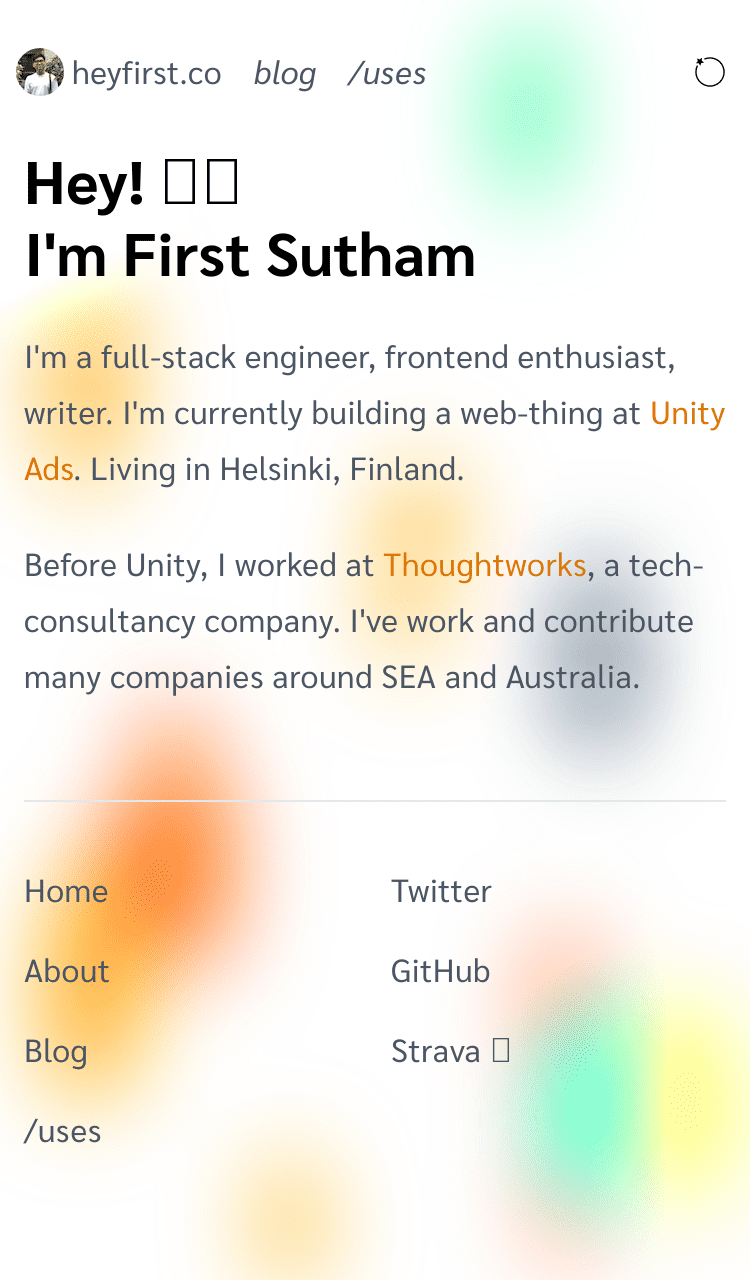 heyfirst.co blog /uses
Hey!
I'm First Sutham
I'm a full-stack engineer, frontend enthusiast,
writer. I'm currently building a web-thing at Unity
Ads. Living in Helsinki, Finland.
Before Unity, I worked at Thoughtworks, a tech-
consultancy company. I've work and contribute
many companies around SEA and Australia.
Home
About
Blog
/uses
Twitter
GitHub
Strava